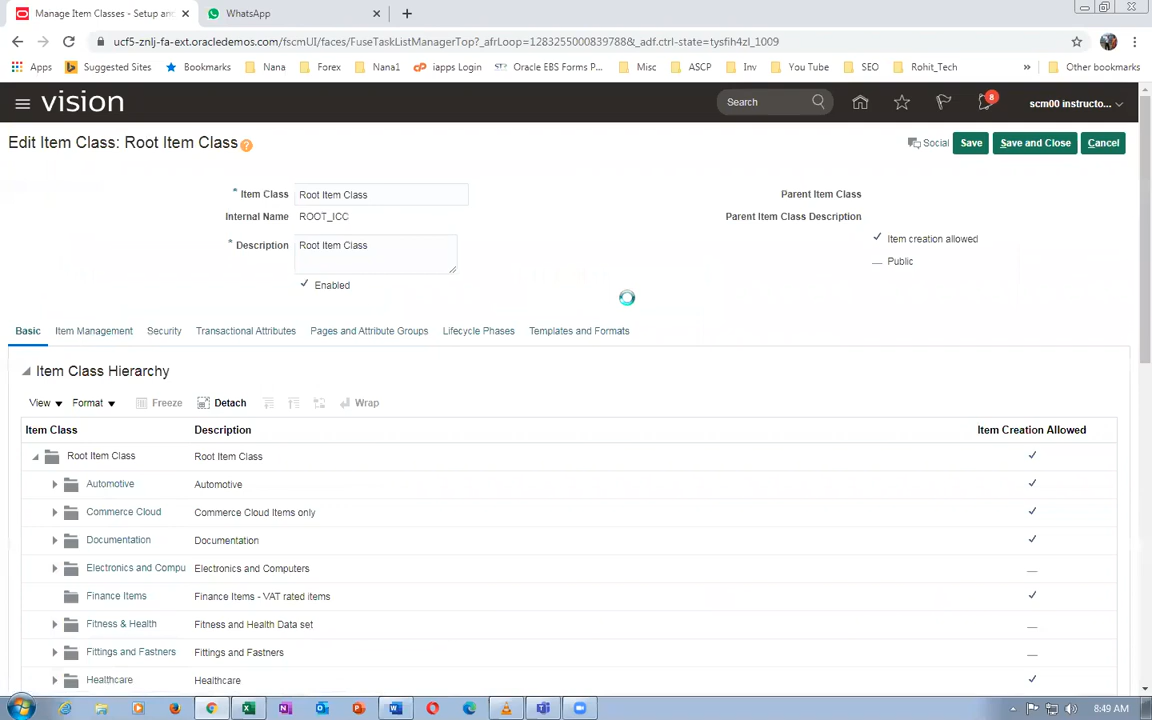 Manage Item Classes - Setup and
WhatsApp
ucf5-znlj-fa-ext.oracledemos.com/fscmUI/faces/FuseTaskListManagerTop?_afrLoop=128325500839788&_adf.ctrl-state=tysfih4zl_1009
Apps Suggested Sites Bookmarks Nana Forex Nana1 iapps Login Oracle EBS Forms P... Misc ASCP Inv You Tube SEO Rohit_Tech » Other bookmarks
vision Search 8 scm00 instructo...
Edit Item Class: Root Item Class Social Save Save and Close Cancel
* Item Class Root Item Class Parent Item Class
Internal Name ROOT_ICC Parent Item Class Description
* Description Root Item Class Item creation allowed
Public
Enabled
Basic Item Management Security Transactional Attributes Pages and Attribute Groups Lifecycle Phases Templates and Formats
Item Class Hierarchy
View Format Freeze Detach Wrap
Item Class Description Item Creation Allowed
Root Item Class Root Item Class
Automotive Automotive
Commerce Cloud Commerce Cloud Items only
Documentation Documentation
Electronics and Compu Electronics and Computers
Finance Items Finance Items - VAT rated items
Fitness & Health Fitness and Health Data set
Fittings and Fastners Fittings and Fastners
Healthcare Healthcare
8:49 AM